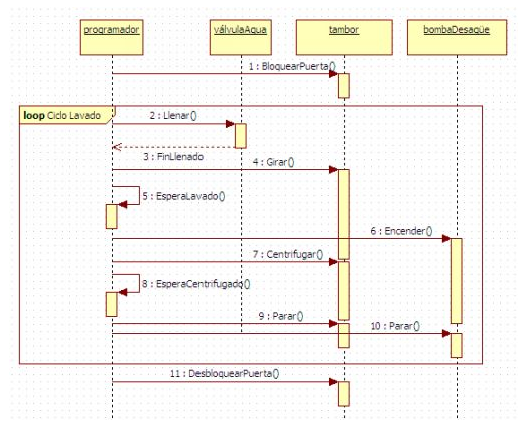 programador
válvulaAgua
tambor
bombaDesagüe
1 : BloquearPuerta()
loop Ciclo Lavado
2 : Llenar()
3 : FinLlenado
4 : Girar()
5 : EsperaLavado()
6 : Encender()
7 : Centrifugar()
8 : EsperaCentrifugado()
9 : Parar()
10 : Parar()
11 : DesbloquearPuerta()